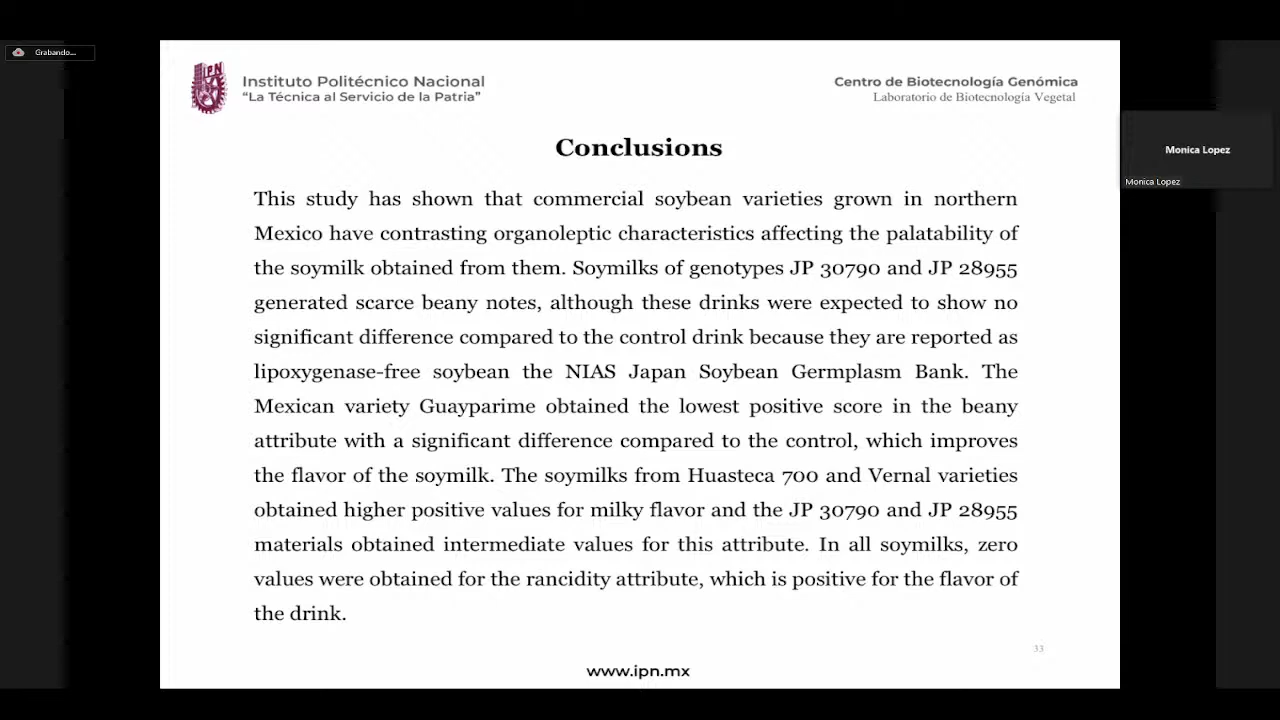 Grabando...
IPN
Instituto Politécnico Nacional
“La Técnica al Servicio de la Patria”
Centro de Biotecnología Genómica
Laboratorio de Biotecnología Vegetal
Monica Lopez
Monica Lopez
Conclusions
This study has shown that commercial soybean varieties grown in northern
Mexico have contrasting organoleptic characteristics affecting the palatability of
the soymilk obtained from them. Soymilks of genotypes JP 30790 and JP 28955
generated scarce beany notes, although these drinks were expected to show no
significant difference compared to the control drink because they are reported as
lipoxygenase-free soybean the NIAS Japan Soybean Germplasm Bank. The
Mexican variety Guayparime obtained the lowest positive score in the beany
attribute with a significant difference compared to the control, which improves
the flavor of the soymilk. The soymilks from Huasteca 700 and Vernal varieties
obtained higher positive values for milky flavor and the JP 30790 and JP 28955
materials obtained intermediate values for this attribute. In all soymilks, zero
values were obtained for the rancidity attribute, which is positive for the flavor of
the drink.
33
www.ipn.mx